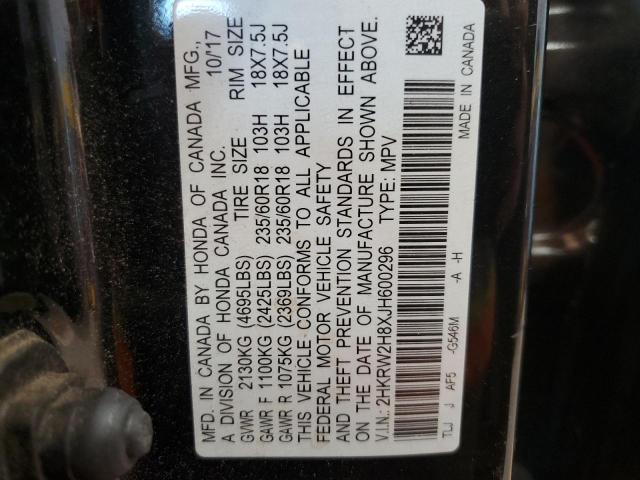 MFD. IN CANADA BY HONDA OF CANADA MFG.,
A DIVISION OF HONDA CANADA INC. 10/17
GVWR 2130KG (4695LBS) TIRE SIZE RIM SIZE
GAWR F 1100KG (2425LBS) 235/60R18 103H 18X7.5J
GAWR R 1075KG (2369LBS) 235/60R18 103H 18X7.5J
THIS VEHICLE CONFORMS TO ALL APPLICABLE
FEDERAL MOTOR VEHICLE SAFETY
AND THEFT PREVENTION STANDARDS IN EFFECT
ON THE DATE OF MANUFACTURE SHOWN ABOVE.
V.I.N.: 2HKRW2H8XJH600296 TYPE: MPV
TLJ J AF5 -G546M -A -H MADE IN CANADA